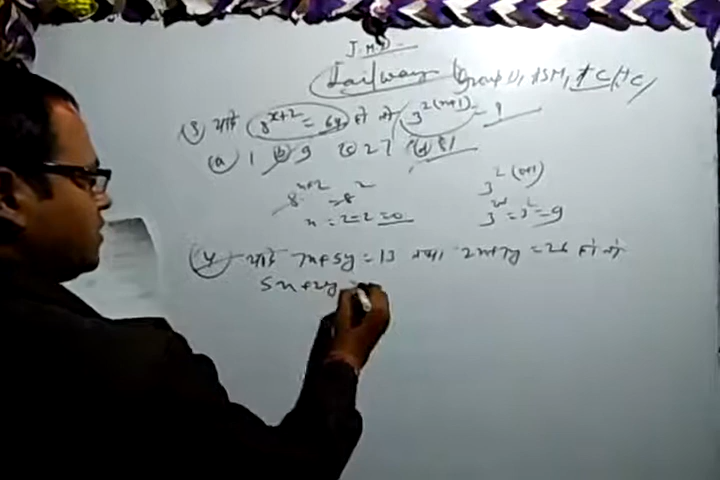 J.M.D-
Railway Group D, ASM, TC/CC/
(3) यदि 8^{x+2} = 64 हो तो 3^{2(x+1)} = ?
(a) 1 (b) 9 (c) 27 (d) 81
8^{x+2} = 8^2
x = 2-2 = 0
3^{2(0+1)}
= 3^2 = 9
(4) यदि 7x+5y = 13 तथा 2x+7y = 26 हो तो
5x+2y =